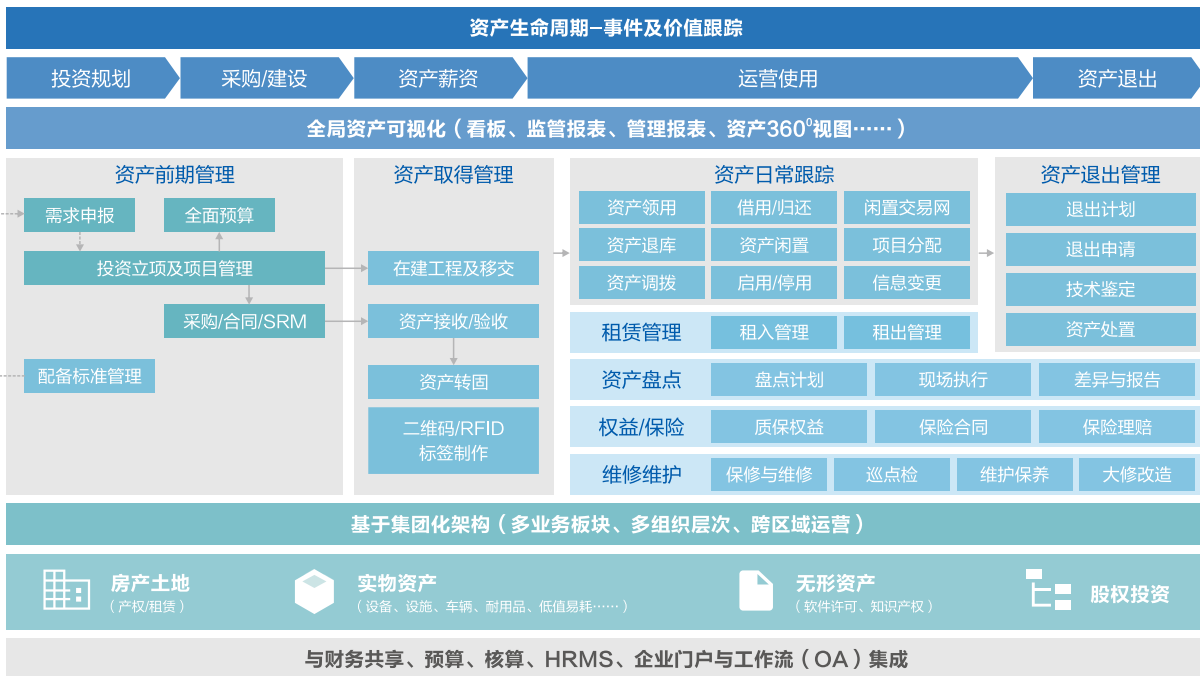 资产生命周期–事件及价值跟踪
投资规划
采购/建设
资产薪资
运营使用
资产退出
全局资产可视化（看板、监管报表、管理报表、资产360⁰视图……）
资产前期管理
需求申报
全面预算
投资立项及项目管理
采购/合同/SRM
配备标准管理
资产取得管理
在建工程及移交
资产接收/验收
资产转固
二维码/RFID
标签制作
资产日常跟踪
资产领用
借用/归还
闲置交易网
资产退库
资产闲置
项目分配
资产调拨
启用/停用
信息变更
租赁管理
租入管理
租出管理
资产盘点
盘点计划
现场执行
差异与报告
权益/保险
质保权益
保险合同
保险理赔
维修维护
保修与维修
巡点检
维护保养
大修改造
资产退出管理
退出计划
退出申请
技术鉴定
资产处置
基于集团化架构（多业务板块、多组织层次、跨区域运营）
房产土地
（产权/租赁）
实物资产
（设备、设施、车辆、耐用品、低值易耗……）
无形资产
（软件许可、知识产权）
股权投资
与财务共享、预算、核算、HRMS、企业门户与工作流（OA）集成